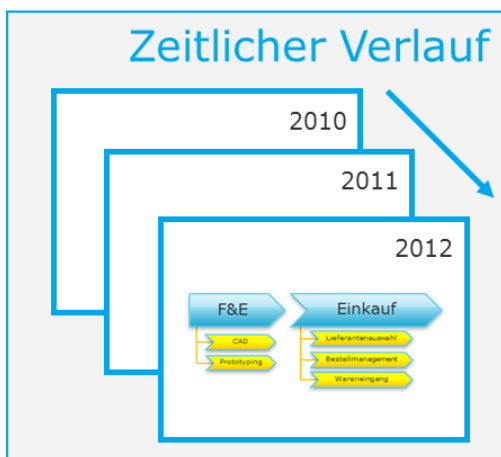 Zeitlicher Verlauf
2010
2011
2012
F&E
Einkauf
CAD
Prototyping
Lieferantenauswahl
Bestellmanagement
Wareneingang